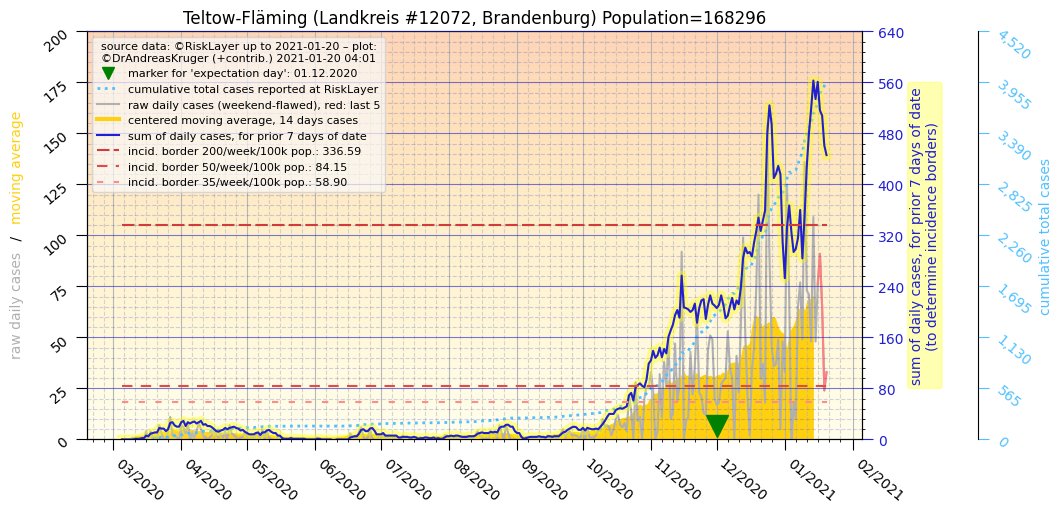 Teltow-Fläming (Landkreis #12072, Brandenburg) Population=168296
source data: ©RiskLayer up to 2021-01-20 – plot:
©DrAndreasKruger (+contrib.) 2021-01-20 04:01
marker for 'expectation day': 01.12.2020
cumulative total cases reported at RiskLayer
raw daily cases (weekend-flawed), red: last 5
centered moving average, 14 days cases
sum of daily cases, for prior 7 days of date
incid. border 200/week/100k pop.: 336.59
incid. border 50/week/100k pop.: 84.15
incid. border 35/week/100k pop.: 58.90
raw daily cases / moving average
200
175
150
125
100
75
50
25
0
03/2020
04/2020
05/2020
06/2020
07/2020
08/2020
09/2020
10/2020
11/2020
12/2020
01/2021
02/2021
640
560
480
400
320
240
160
80
0
sum of daily cases, for prior 7 days of date
(to determine incidence borders)
4,520
3,955
3,390
2,825
2,260
1,695
1,130
565
0
cumulative total cases